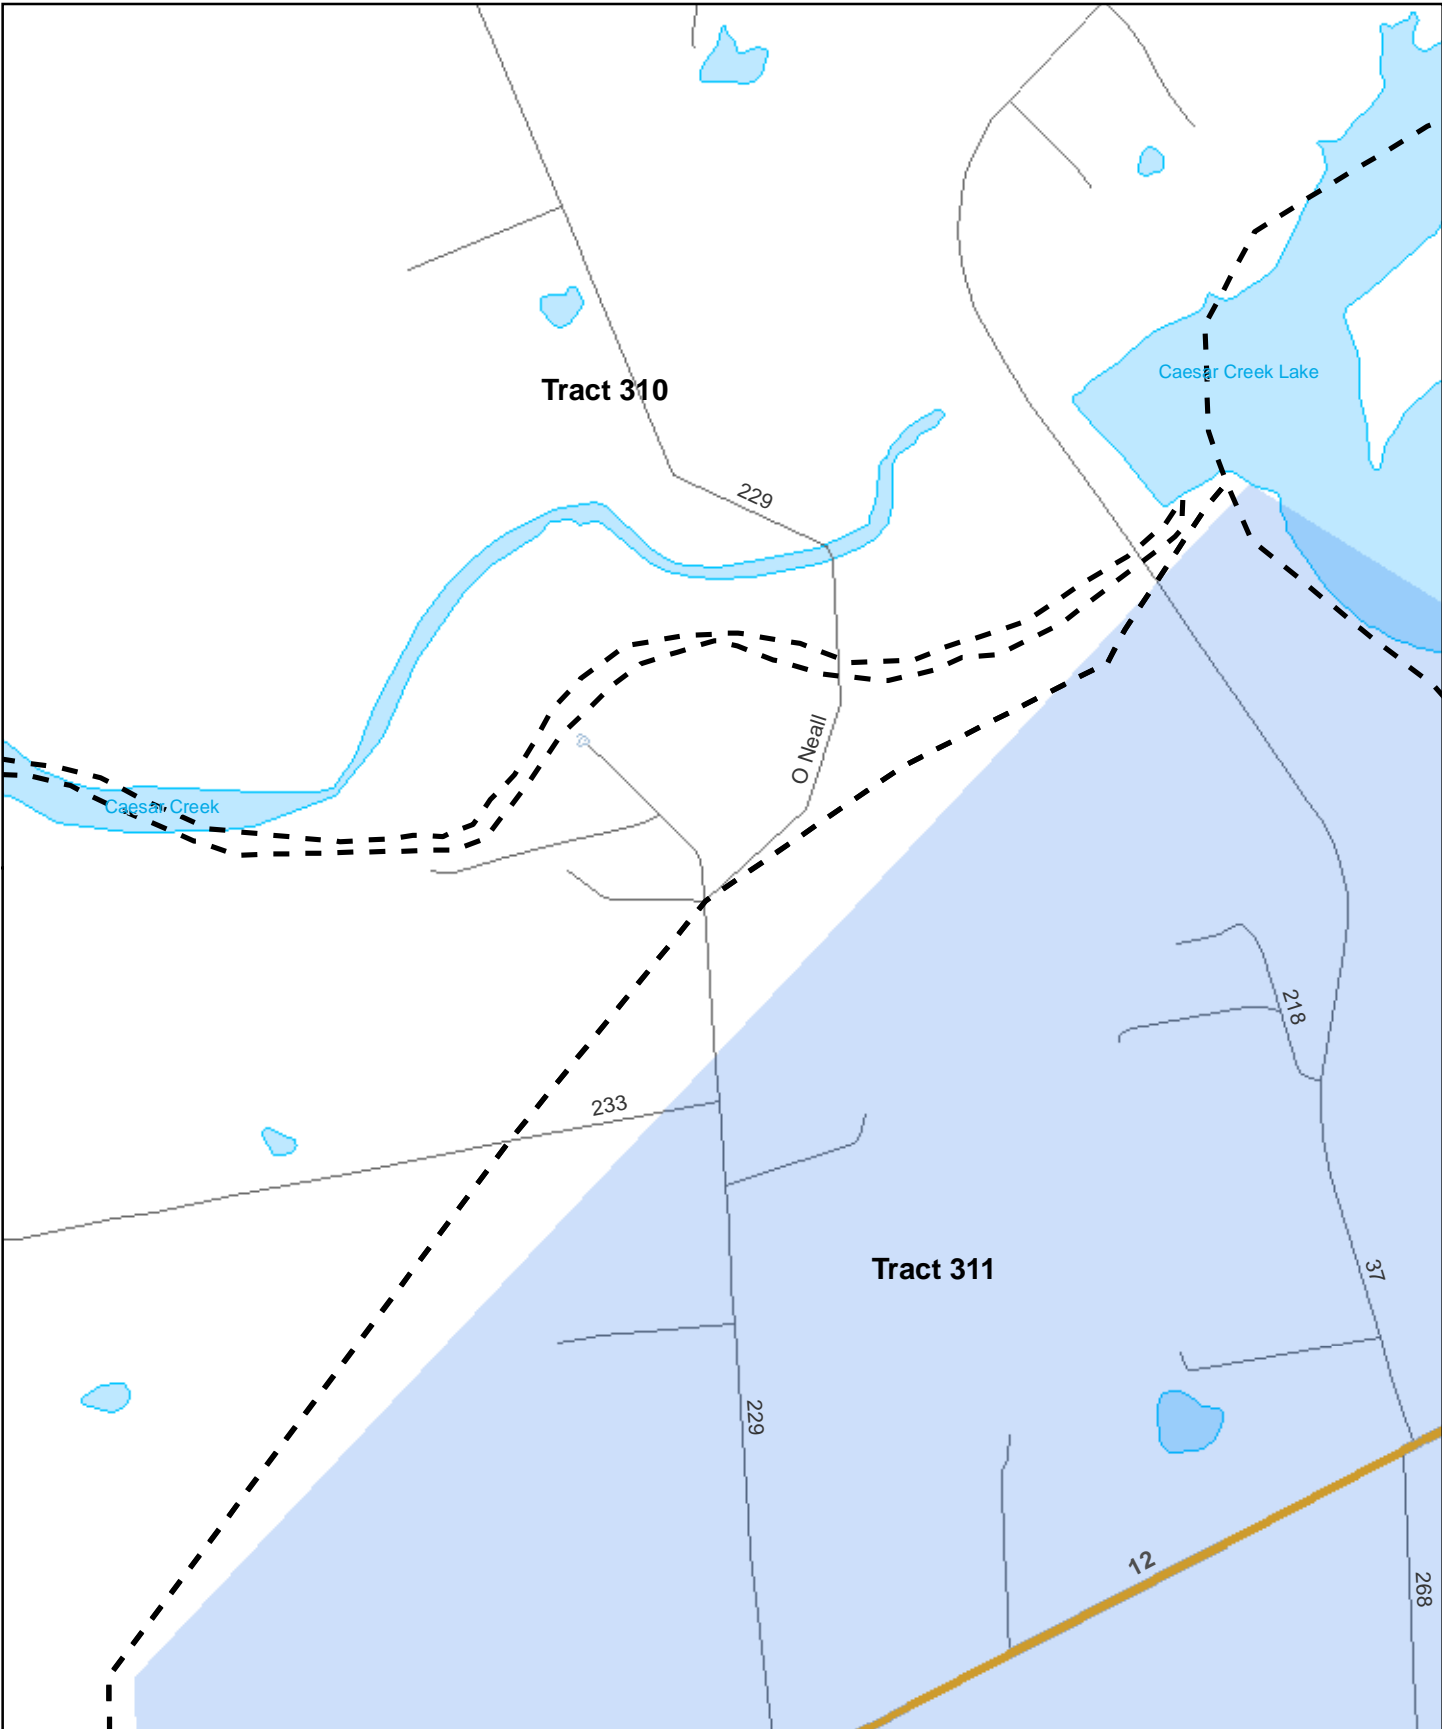 Caesar Creek Lake
Tract 310
229
O Neall
Caesar Creek
218
233
Tract 311
37
229
12
268